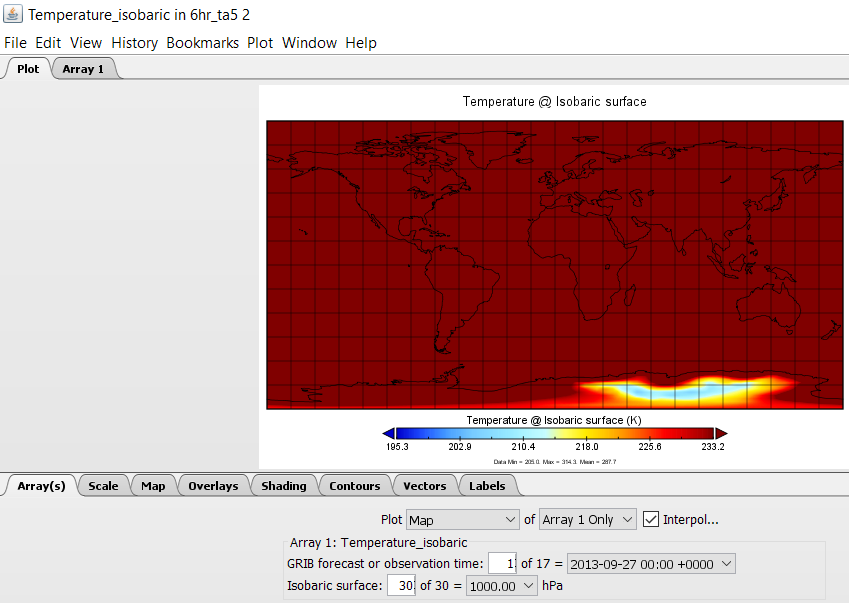 Temperature_isobaric in 6hr_ta5 2
File Edit View History Bookmarks Plot Window Help
Plot Array 1
Temperature @ Isobaric surface
Temperature @ Isobaric surface (K)
195.3 202.9 210.4 218.0 225.6 233.2
Data Min = 205.0, Max = 314.3, Mean = 287.7
Array(s) Scale Map Overlays Shading Contours Vectors Labels
Plot Map of Array 1 Only Interpol...
Array 1: Temperature_isobaric
GRIB forecast or observation time: 1 of 17 = 2013-09-27 00:00 +0000
Isobaric surface: 30 of 30 = 1000.00 hPa